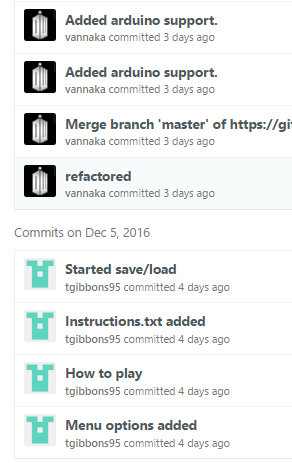 Added arduino support.
vannaka committed 3 days ago
Added arduino support.
vannaka committed 3 days ago
Merge branch 'master' of https://gi
vannaka committed 3 days ago
refactored
vannaka committed 3 days ago
Commits on Dec 5, 2016
Started save/load
tgibbons95 committed 4 days ago
Instructions.txt added
tgibbons95 committed 4 days ago
How to play
tgibbons95 committed 4 days ago
Menu options added
tgibbons95 committed 4 days ago